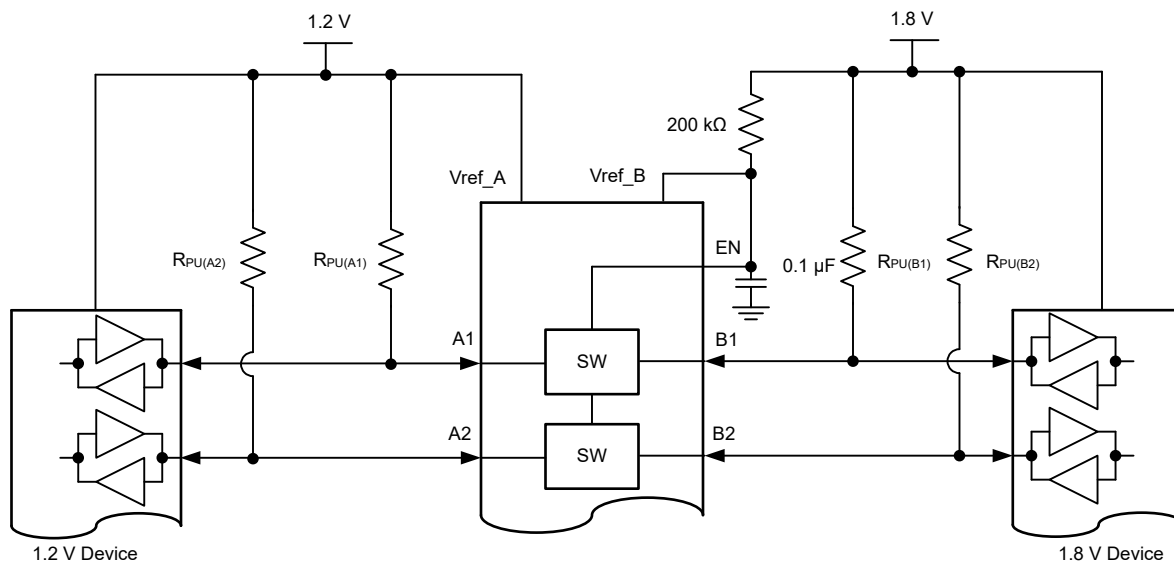 1.2 V
1.8 V
200 kΩ
Vref_A
Vref_B
EN
RPU(A2)
RPU(A1)
0.1 µF
RPU(B1)
RPU(B2)
A1
SW
B1
A2
SW
B2
1.2 V Device
1.8 V Device